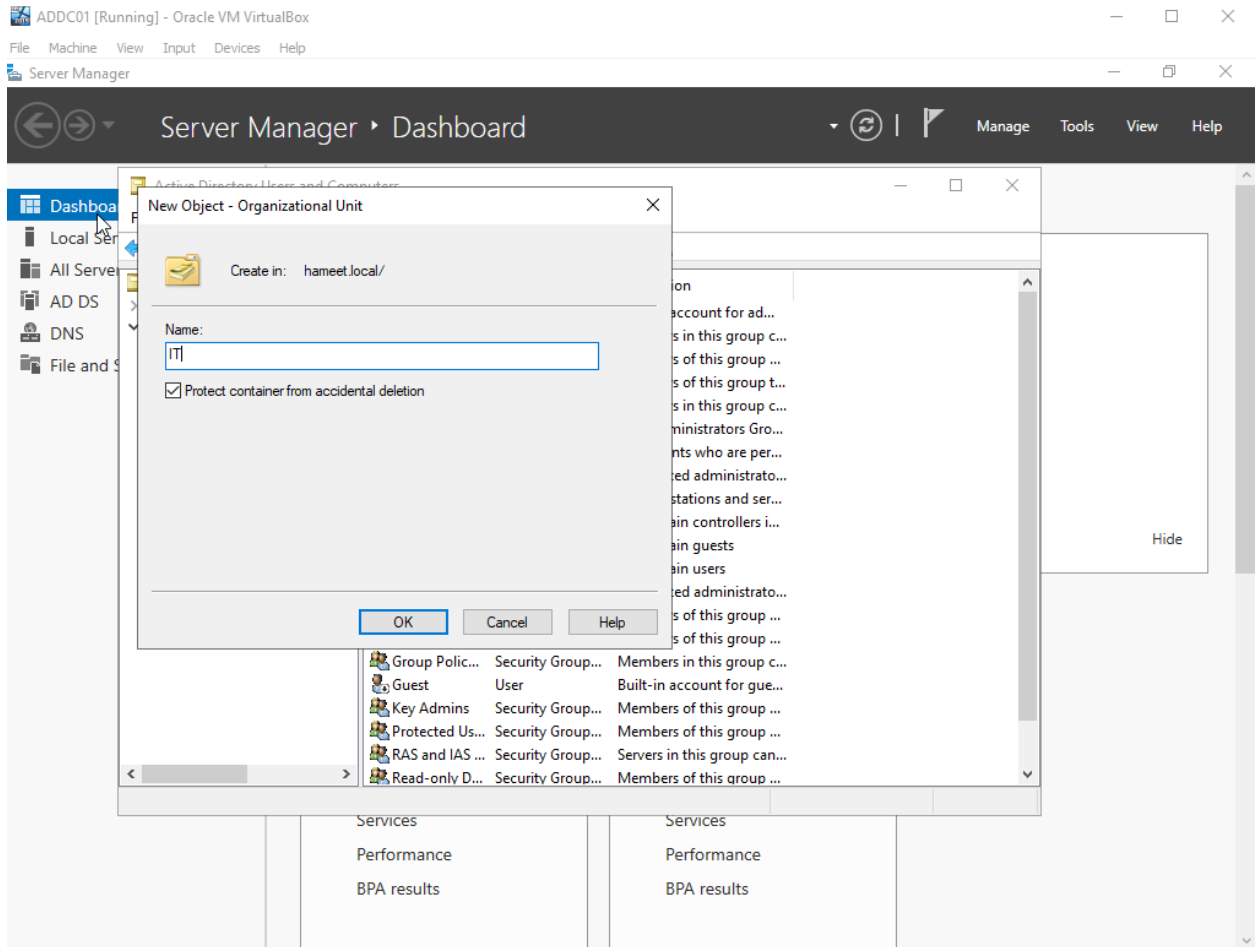 ADDC01 [Running] - Oracle VM VirtualBox
File Machine View Input Devices Help
Server Manager
Server Manager ‣ Dashboard
Manage Tools View Help
Active Directory Users and Computers
New Object - Organizational Unit
Create in: hameet.local/
Name:
IT
Protect container from accidental deletion
OK Cancel Help
Dashboa
Local Ser
All Server
AD DS
DNS
File and S
ion
account for ad...
s in this group c...
s of this group ...
s of this group t...
s in this group c...
ministrators Gro...
nts who are per...
ted administrato...
stations and ser...
ain controllers i...
ain guests
ain users
ted administrato...
s of this group ...
s of this group ...
Group Polic... Security Group... Members in this group c...
Guest User Built-in account for gue...
Key Admins Security Group... Members of this group ...
Protected Us... Security Group... Members of this group ...
RAS and IAS ... Security Group... Servers in this group can...
Read-only D... Security Group... Members of this group ...
Hide
Services Services
Performance Performance
BPA results BPA results